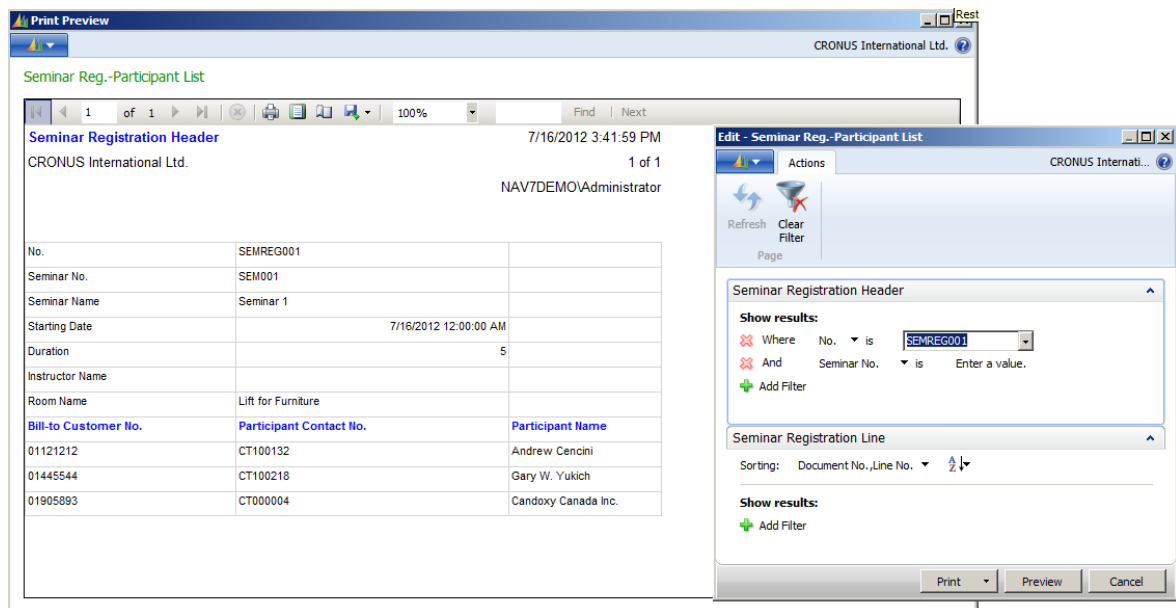 Print Preview
Rest
CRONUS International Ltd.
Seminar Reg.-Participant List
1 of 1
100%
Find | Next
Seminar Registration Header 7/16/2012 3:41:59 PM
CRONUS International Ltd. 1 of 1
NAV7DEMO\Administrator
No. SEMREG001
Seminar No. SEM001
Seminar Name Seminar 1
Starting Date 7/16/2012 12:00:00 AM
Duration 5
Instructor Name
Room Name Lift for Furniture
Bill-to Customer No. Participant Contact No. Participant Name
01121212 CT100132 Andrew Cencini
01445544 CT100218 Gary W. Yukich
01905893 CT000004 Candoxy Canada Inc.
Edit - Seminar Reg.-Participant List
Actions CRONUS Internati...
Refresh Clear
Filter
Page
Seminar Registration Header
Show results:
Where No. is SEMREG001
And Seminar No. is Enter a value.
Add Filter
Seminar Registration Line
Sorting: Document No.,Line No. A
Z
Show results:
Add Filter
Print Preview Cancel